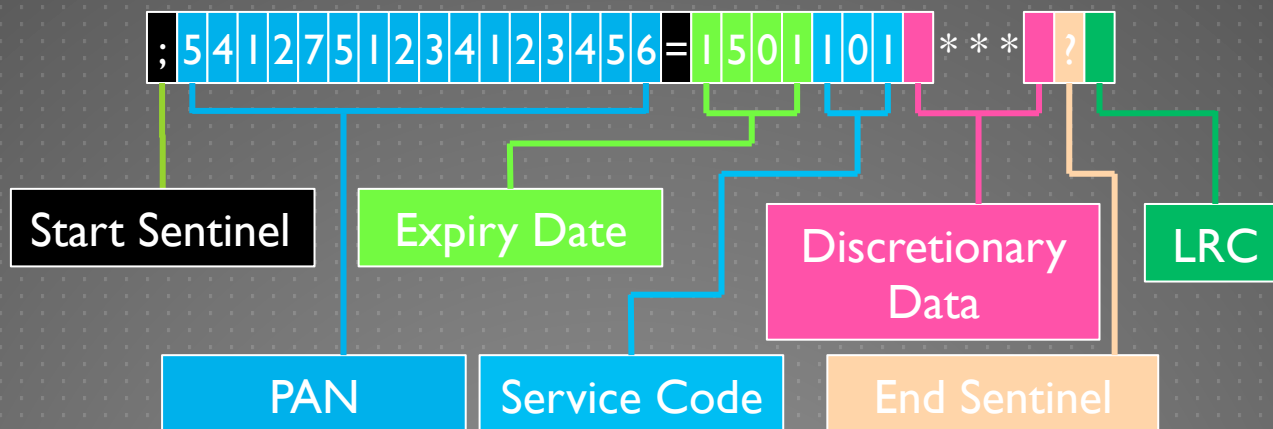 ;5412751234123456=1501101 * * * ?
Start Sentinel
Expiry Date
Discretionary
Data
LRC
PAN
Service Code
End Sentinel